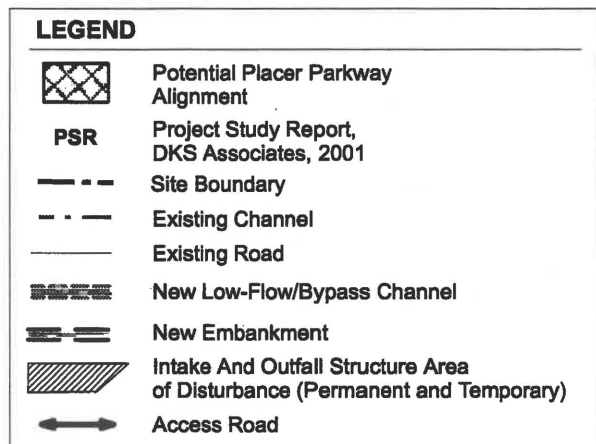 LEGEND
Potential Placer Parkway
Alignment
PSR
Project Study Report,
DKS Associates, 2001
Site Boundary
Existing Channel
Existing Road
New Low-Flow/Bypass Channel
New Embankment
Intake And Outfall Structure Area
of Disturbance (Permanent and Temporary)
Access Road